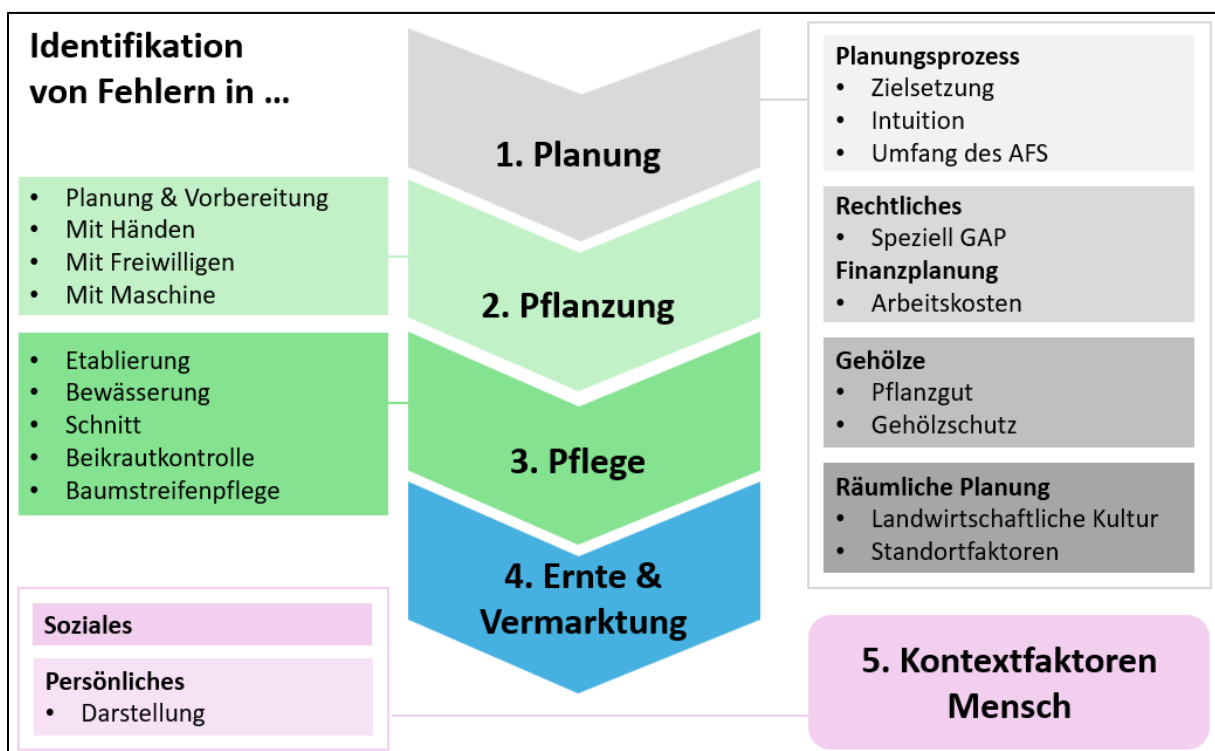 Identifikation
von Fehlern in ...
1. Planung
Planungsprozess
• Zielsetzung
• Intuition
• Umfang des AFS
Rechtliches
• Speziell GAP
Finanzplanung
• Arbeitskosten
Gehölze
• Pflanzgut
• Gehölzschutz
Räumliche Planung
• Landwirtschaftliche Kultur
• Standortfaktoren
2. Pflanzung
• Planung & Vorbereitung
• Mit Händen
• Mit Freiwilligen
• Mit Maschine
3. Pflege
• Etablierung
• Bewässerung
• Schnitt
• Beikrautkontrolle
• Baumstreifenpflege
4. Ernte &
Vermarktung
5. Kontextfaktoren
Mensch
Soziales
Persönliches
• Darstellung